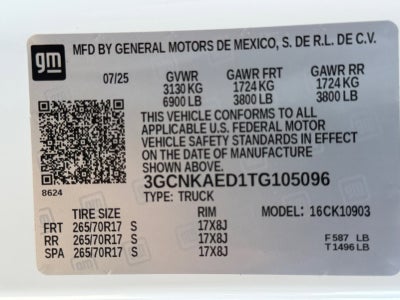 gm
MFD BY GENERAL MOTORS DE MEXICO, S. DE R.L. DE C.V.
07/25 GVWR GAWR FRT GAWR RR
3130 KG 1724 KG 1724 KG
6900 LB 3800 LB 3800 LB
THIS VEHICLE CONFORMS TO ALL
APPLICABLE U.S. FEDERAL MOTOR
VEHICLE SAFETY STANDARDS IN EFFECT
ON THE DATE OF MANUFACTURE
SHOWN ABOVE.
8624 3GCNKAED1TG105096
TYPE: TRUCK
TIRE SIZE RIM MODEL: 16CK10903
FRT 265/70R17 S 17X8J
RR 265/70R17 S 17X8J F 587 LB
SPA 265/70R17 S 17X8J T 1496 LB